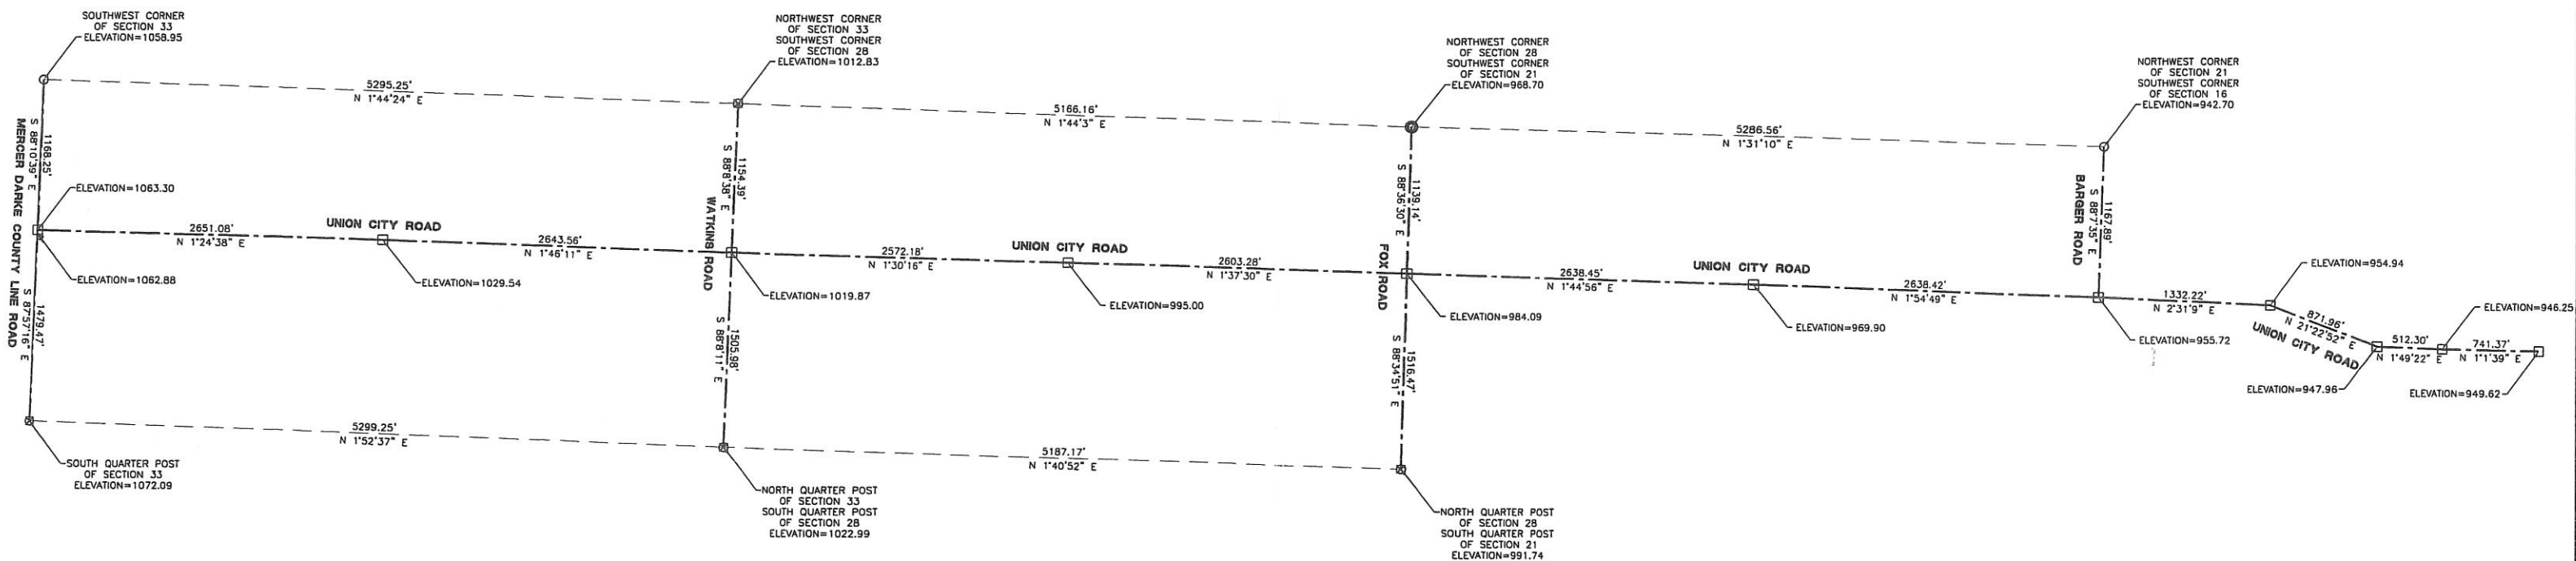 SOUTHWEST CORNER
OF SECTION 33
ELEVATION=1058.95
NORTHWEST CORNER
OF SECTION 33
SOUTHWEST CORNER
OF SECTION 28
ELEVATION=1012.83
NORTHWEST CORNER
OF SECTION 28
SOUTHWEST CORNER
OF SECTION 21
ELEVATION=968.70
NORTHWEST CORNER
OF SECTION 21
SOUTHWEST CORNER
OF SECTION 16
ELEVATION=942.70
5295.25'
N 1°44'24" E
5166.16'
N 1°44'3" E
5286.56'
N 1°31'10" E
1168.25'
S 88°10'39" E
MERCER DARKE COUNTY LINE ROAD
1479.47'
S 87°57'16" E
1154.39'
S 88°8'38" E
WATKINS ROAD
1505.98'
S 88°8'11" E
1139.14'
S 88°36'30" E
FOX ROAD
1516.47'
S 88°34'51" E
1167.89'
S 88°7'35" E
BARGER ROAD
ELEVATION=1063.30
2651.08'
N 1°24'38" E
UNION CITY ROAD
2643.56'
N 1°46'11" E
ELEVATION=1062.88
ELEVATION=1029.54
ELEVATION=1019.87
2572.18'
N 1°30'16" E
UNION CITY ROAD
2603.28'
N 1°37'30" E
ELEVATION=995.00
ELEVATION=984.09
2638.45'
N 1°44'56" E
UNION CITY ROAD
2638.42'
N 1°54'49" E
ELEVATION=969.90
ELEVATION=955.72
1332.22'
N 2°31'9" E
ELEVATION=954.94
871.96'
N 21°22'52" E
UNION CITY ROAD
512.30'
N 1°49'22" E
ELEVATION=946.25
741.37'
N 1°1'39" E
ELEVATION=947.96
ELEVATION=949.62
5299.25'
N 1°52'37" E
5187.17'
N 1°40'52" E
SOUTH QUARTER POST
OF SECTION 33
ELEVATION=1072.09
NORTH QUARTER POST
OF SECTION 33
SOUTH QUARTER POST
OF SECTION 28
ELEVATION=1022.99
NORTH QUARTER POST
OF SECTION 28
SOUTH QUARTER POST
OF SECTION 21
ELEVATION=991.74